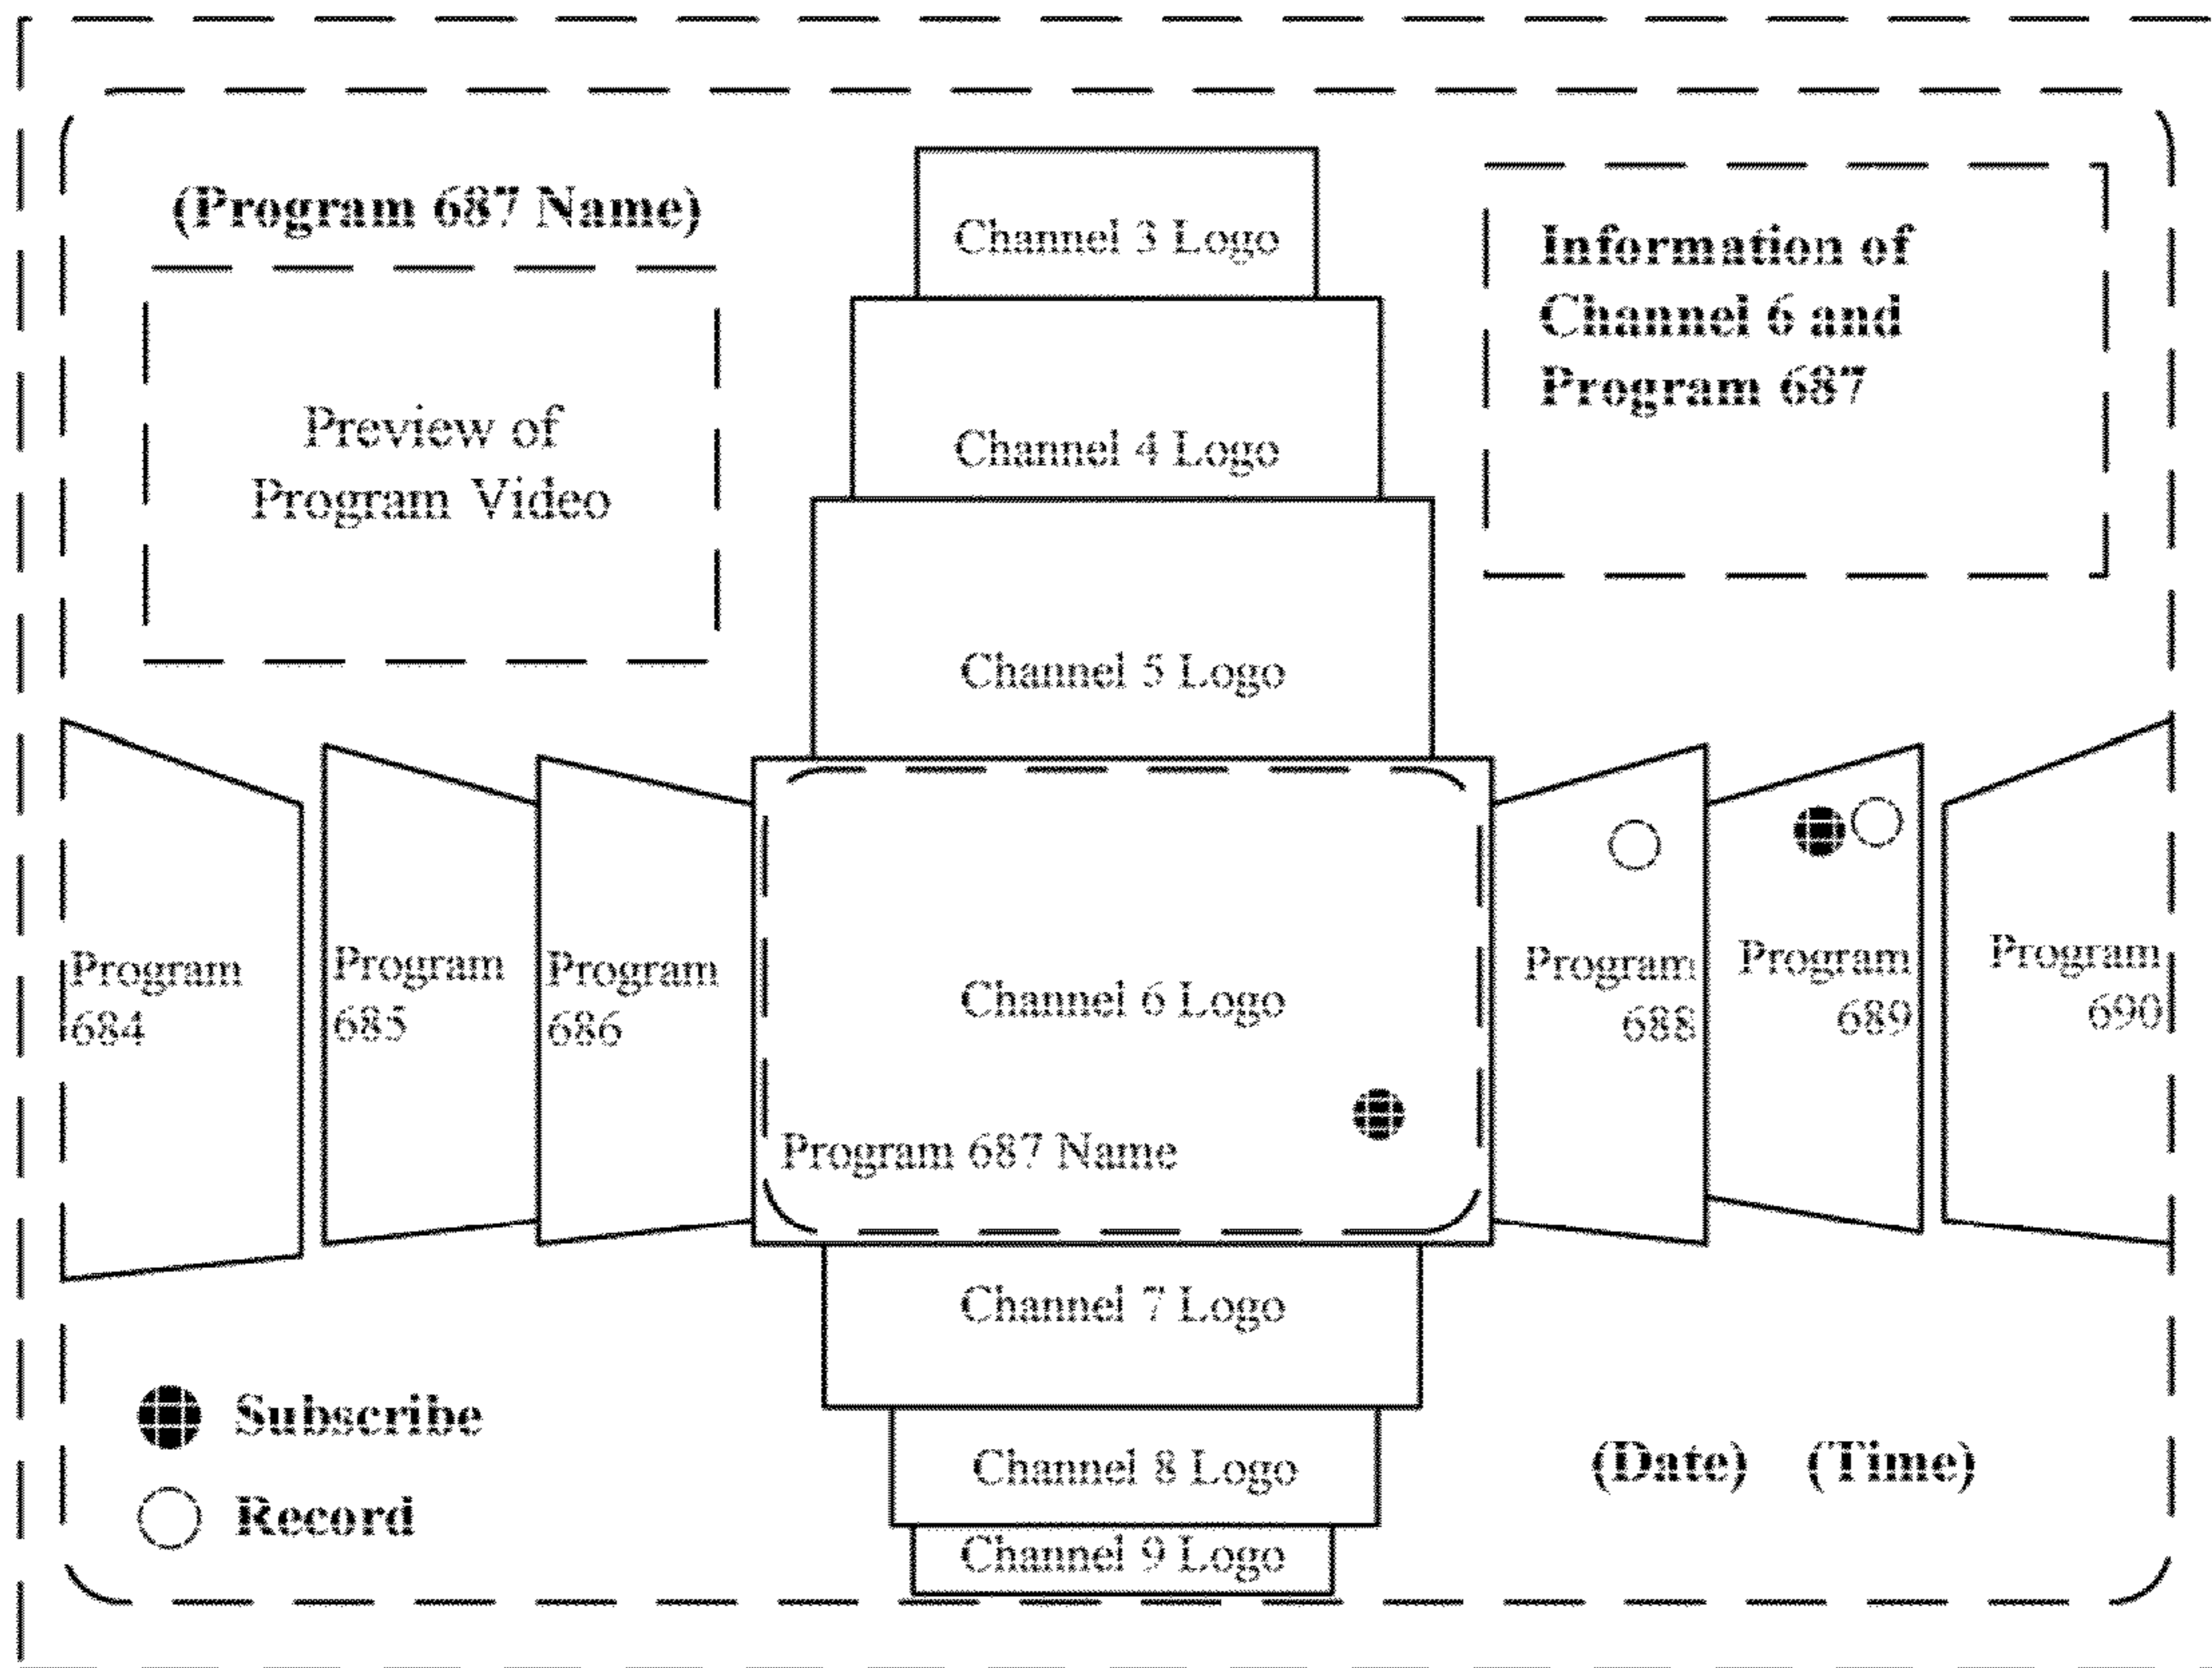 (Program 687 Name)
Preview of
Program Video
Channel 3 Logo
Channel 4 Logo
Channel 5 Logo
Information of
Channel 6 and
Program 687
Program
684
Program
685
Program
686
Channel 6 Logo
Program 687 Name
Program
688
Program
689
Program
690
Channel 7 Logo
Channel 8 Logo
Channel 9 Logo
Subscribe
Record
(Date) (Time)